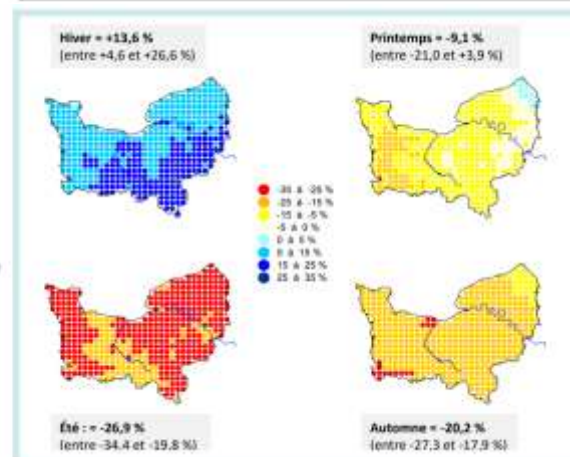 Hiver = +13,6 %
(entre +4,6 et +26,6 %)
Printemps = -9,1 %
(entre -21,0 et +3,9 %)
-35 à -25 %
-25 à -15 %
-15 à -5 %
-5 à 0 %
0 à 5 %
5 à 15 %
15 à 25 %
25 à 35 %
Été : = -26,9 %
(entre -34.4 et -19,8 %)
Automne = -20,2 %
(entre -27,3 et -17,9 %)